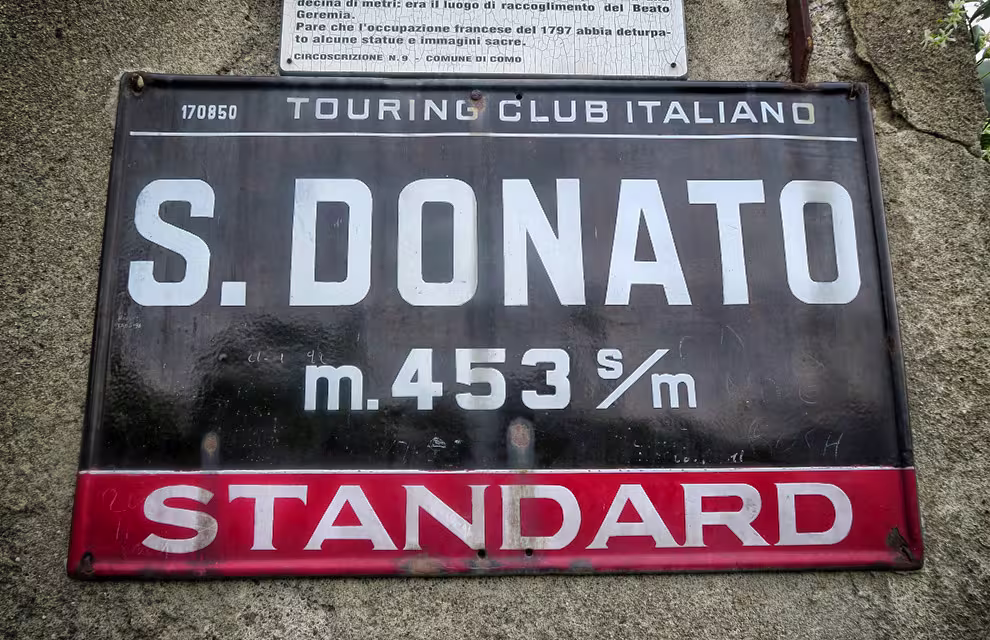 decina di metri: era il luogo di raccoglimento del Beato
Geremia.
Pare che l'occupazione francese del 1797 abbia deturpa-
to alcune statue e immagini sacre.
CIRCOSCRIZIONE N. 9 - COMUNE DI COMO
170850 TOURING CLUB ITALIANO
S. DONATO
m. 453 s/m
STANDARD